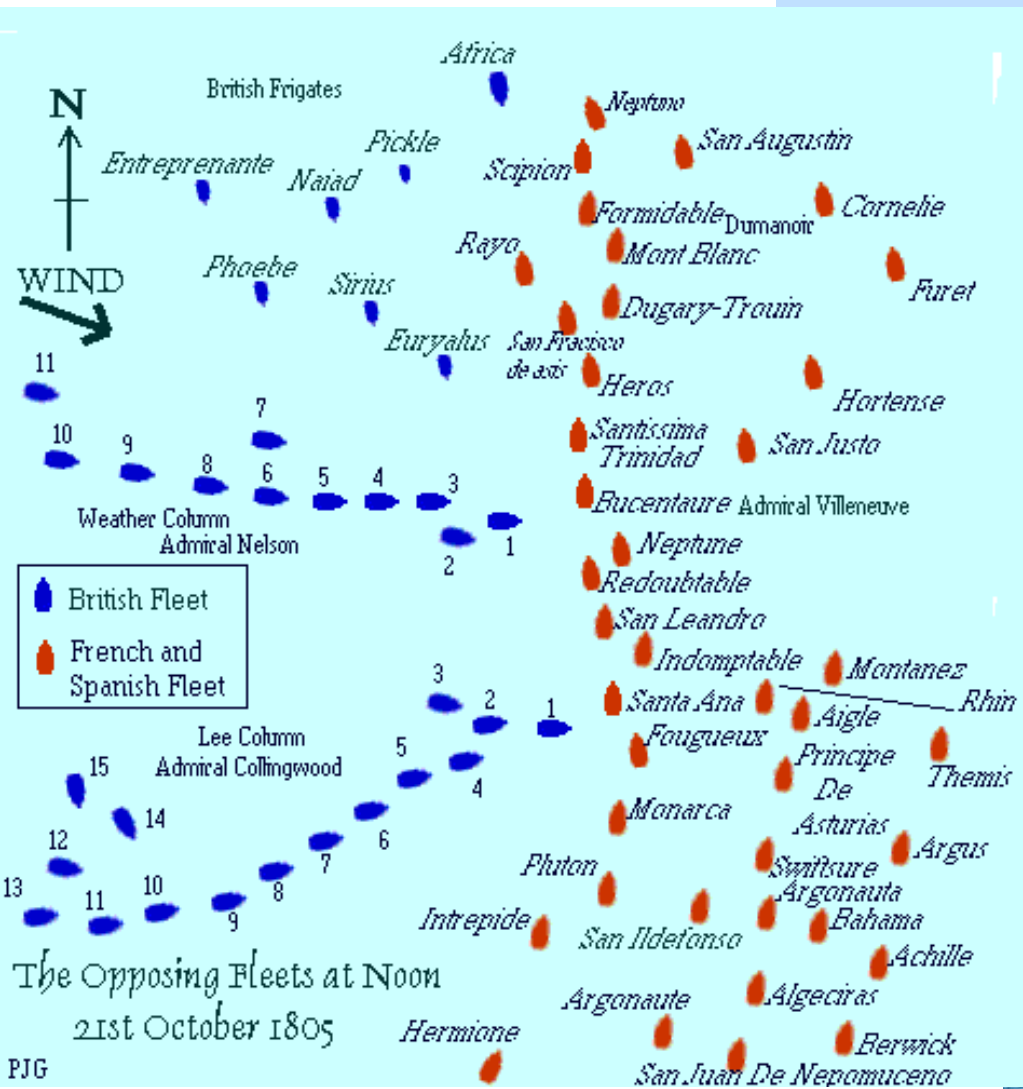 Africa
British Frigates
N
Neptuno
Pickle
San Augustin
Entreprenante
Naiad
Scipion
Cornelie
Formidable
Dumanoir
Rayo
Mont Blanc
Phoebe
WIND
Sirius
Furet
Dugary-Trouin
Euryalus
San Fracisco
de asis
11
Heros
Hortense
7
10
9
8
6
5
4
3
Santissima
Trinidad
San Justo
Weather Column
Admiral Nelson
2
1
Bucentaure
Admiral Villeneuve
Neptune
Redoubtable
British Fleet
San Leandro
French and
Spanish Fleet
Indomptable
Montanez
3
2
1
Santa Ana
Rhin
Aigle
Lee Column
Admiral Collingwood
Fougueux
5
4
Principe
De
Asturias
Themis
15
14
Monarca
6
7
12
Argus
Swiftsure
Pluton
8
13
11
10
9
Argonauta
Bahama
Intrepide
San Ildefonso
Achille
The Opposing Fleets at Noon
21st October 1805
Algeciras
Argonaute
Hermione
Berwick
San Juan De Nepomuceno
PJG